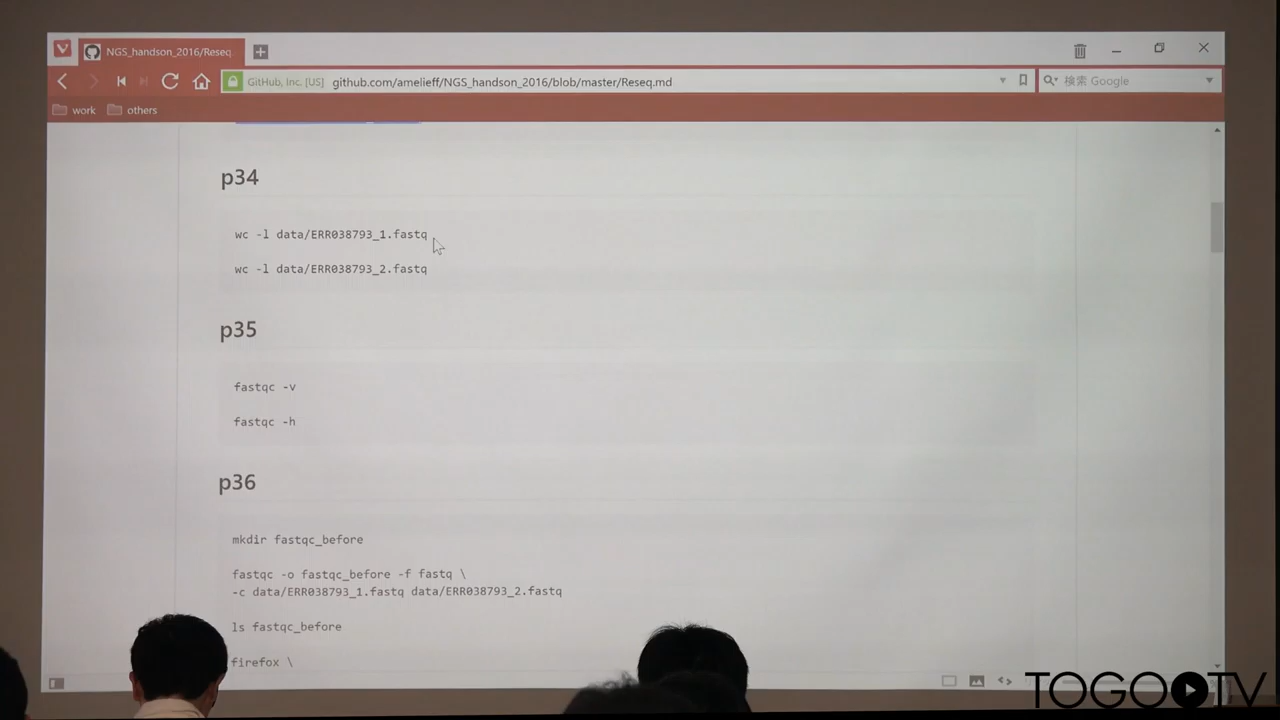 NGS_handson_2016/Reseq
GitHub, Inc. [US] github.com/amelieff/NGS_handson_2016/blob/master/Reseq.md
検索 Google
work others
p34
wc -l data/ERR038793_1.fastq
wc -l data/ERR038793_2.fastq
p35
fastqc -v
fastqc -h
p36
mkdir fastqc_before
fastqc -o fastqc_before -f fastq \
-c data/ERR038793_1.fastq data/ERR038793_2.fastq
ls fastqc_before
firefox \
TOGOTV